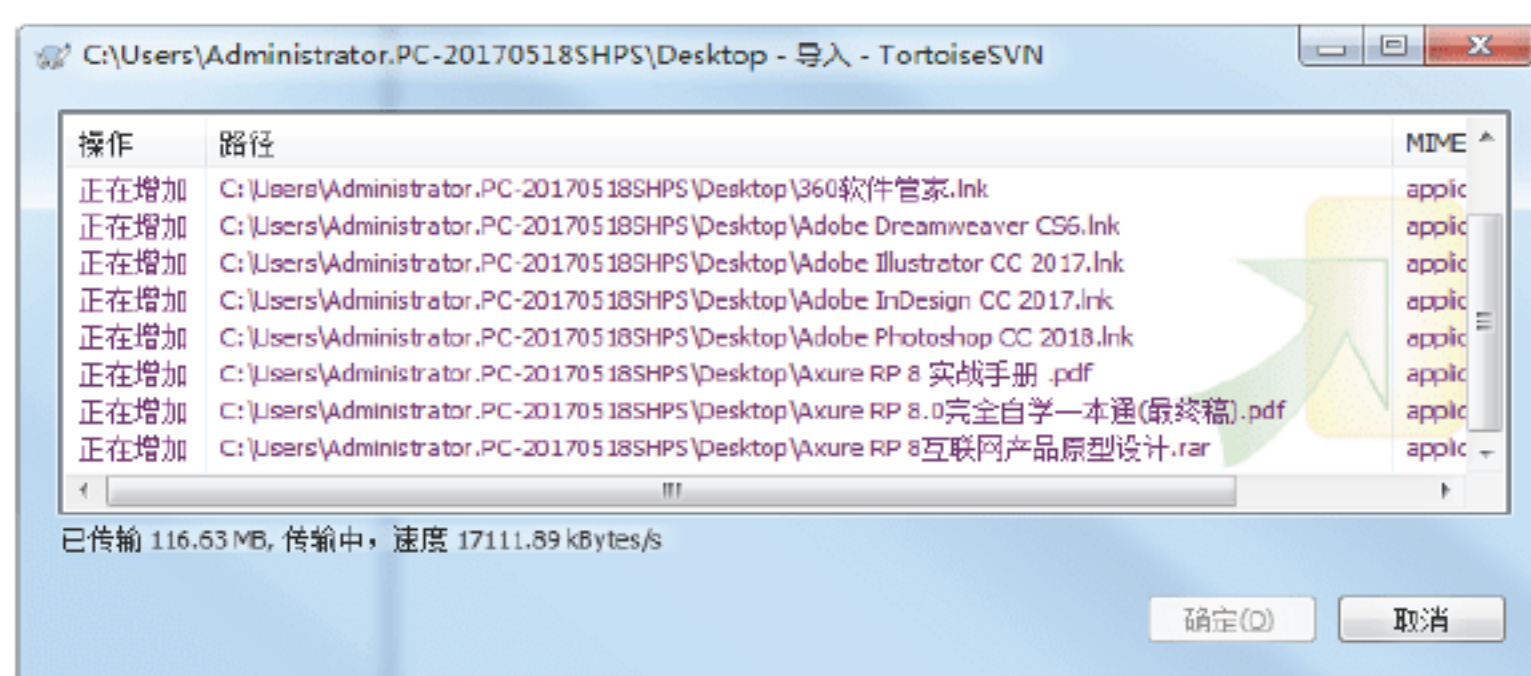 C:\Users\Administrator.PC-20170518SHPS\Desktop - 导入 - TortoiseSVN
操作 路径 MIME
正在增加 C:\Users\Administrator.PC-20170518SHPS\Desktop\360软件管家.lnk applic
正在增加 C:\Users\Administrator.PC-20170518SHPS\Desktop\Adobe Dreamweaver CS6.lnk applic
正在增加 C:\Users\Administrator.PC-20170518SHPS\Desktop\Adobe Illustrator CC 2017.lnk applic
正在增加 C:\Users\Administrator.PC-20170518SHPS\Desktop\Adobe InDesign CC 2017.lnk applic
正在增加 C:\Users\Administrator.PC-20170518SHPS\Desktop\Adobe Photoshop CC 2018.lnk applic
正在增加 C:\Users\Administrator.PC-20170518SHPS\Desktop\Axure RP 8 实战手册 .pdf applic
正在增加 C:\Users\Administrator.PC-20170518SHPS\Desktop\Axure RP 8.0完全自学一本通(最终稿).pdf applic
正在增加 C:\Users\Administrator.PC-20170518SHPS\Desktop\Axure RP 8互联网产品原型设计.rar applic
已传输 116.63 MB, 传输中，速度 17111.89 kBytes/s
确定(O) 取消